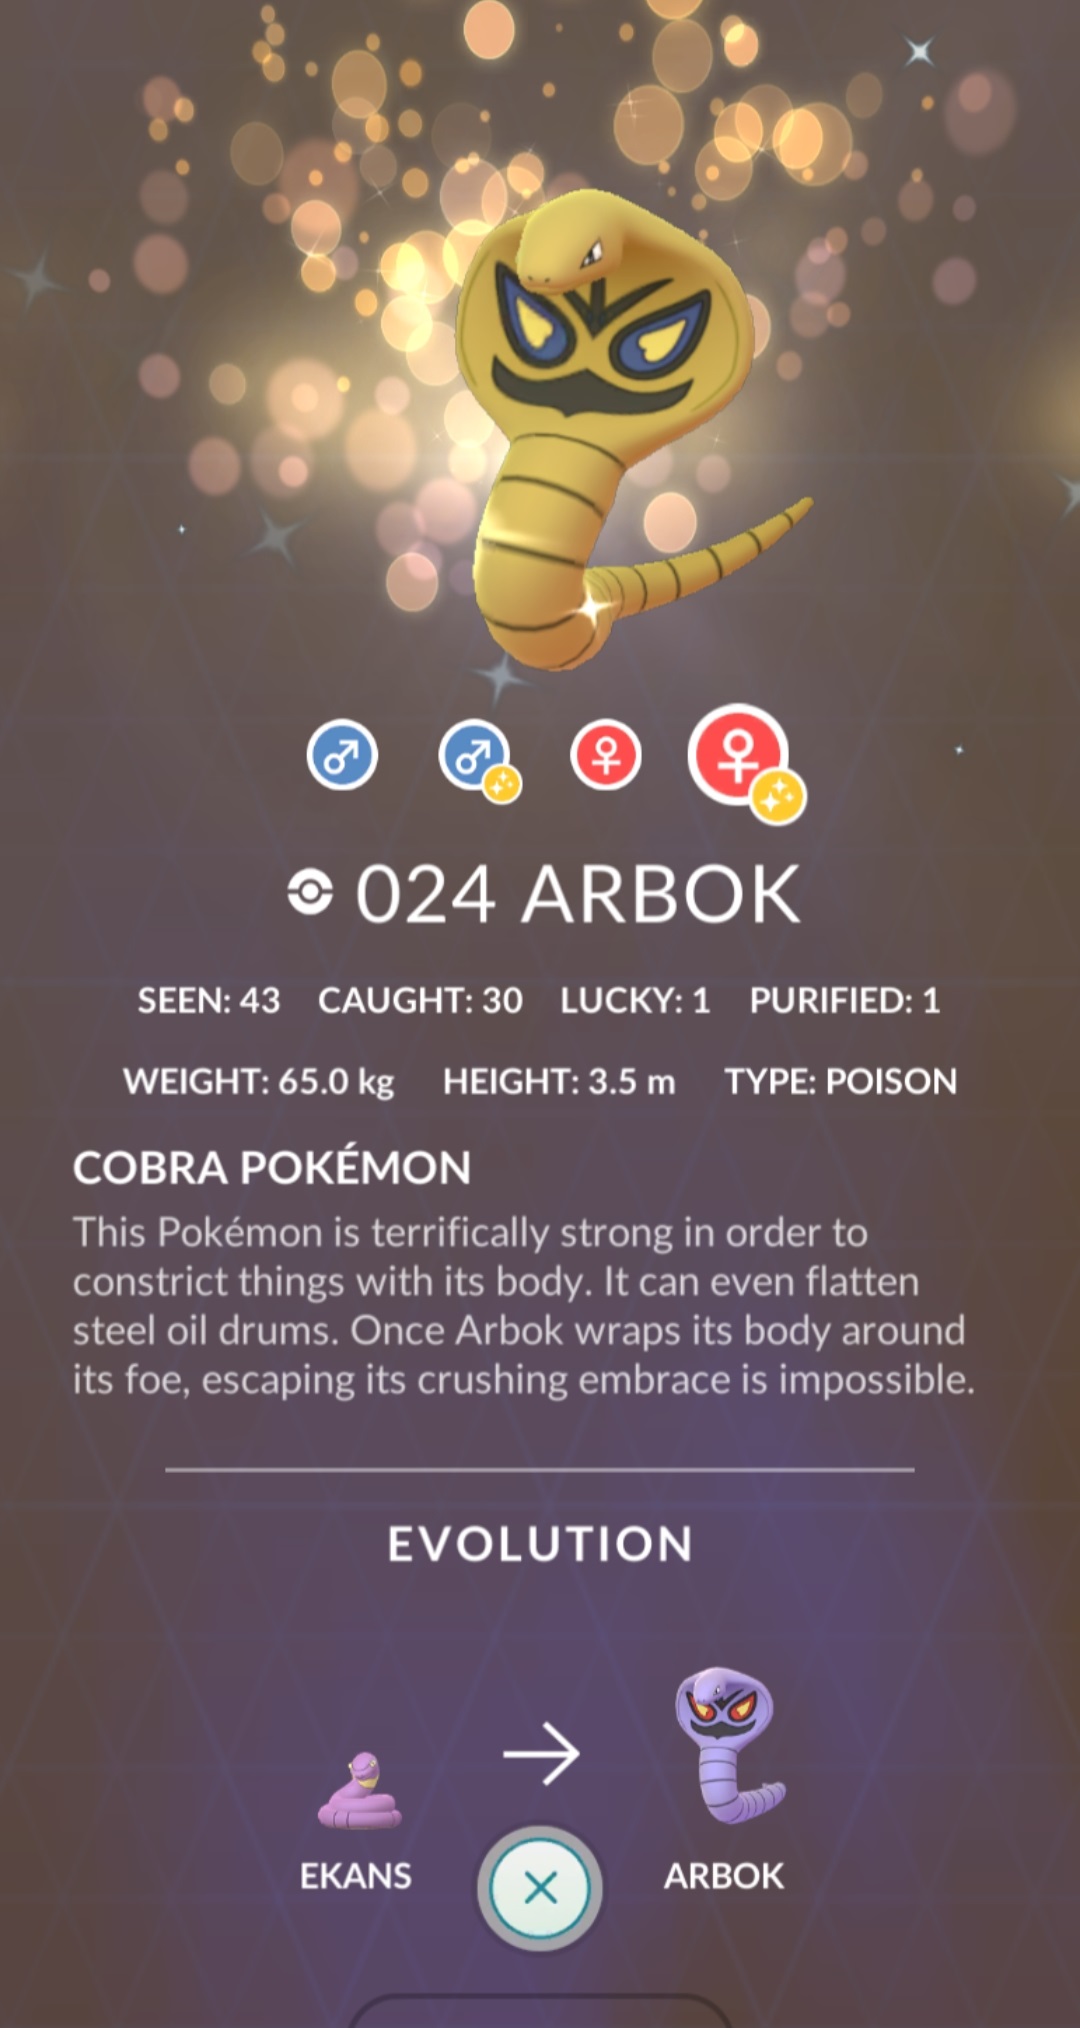 024 ARBOK
SEEN: 43 CAUGHT: 30 LUCKY: 1 PURIFIED: 1
WEIGHT: 65.0 kg HEIGHT: 3.5 m TYPE: POISON
COBRA POKÉMON
This Pokémon is terrifically strong in order to
constrict things with its body. It can even flatten
steel oil drums. Once Arbok wraps its body around
its foe, escaping its crushing embrace is impossible.
EVOLUTION
EKANS ARBOK